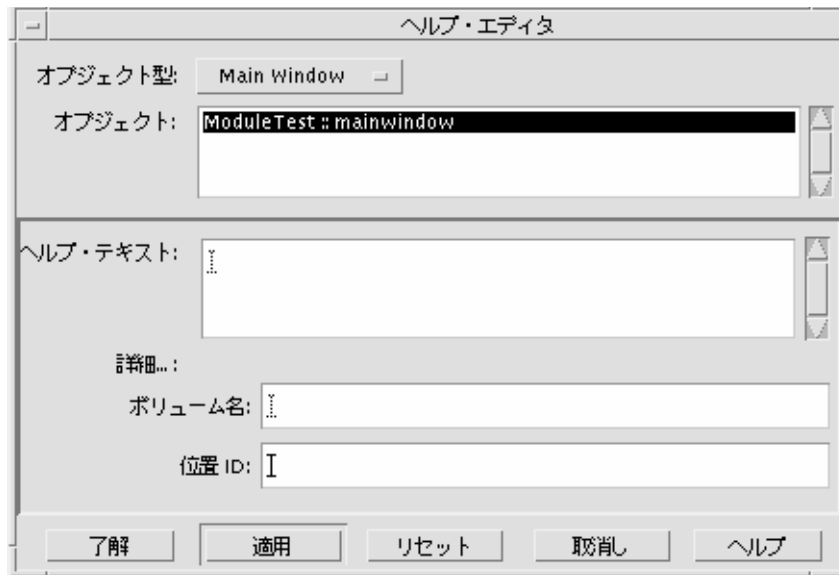 ヘルプ・エディタ
オブジェクト型: Main Window
オブジェクト: ModuleTest :: mainwindow
ヘルプ・テキスト:
詳細... :
ボリューム名:
位置 ID:
了解 適用 リセット 取消し ヘルプ